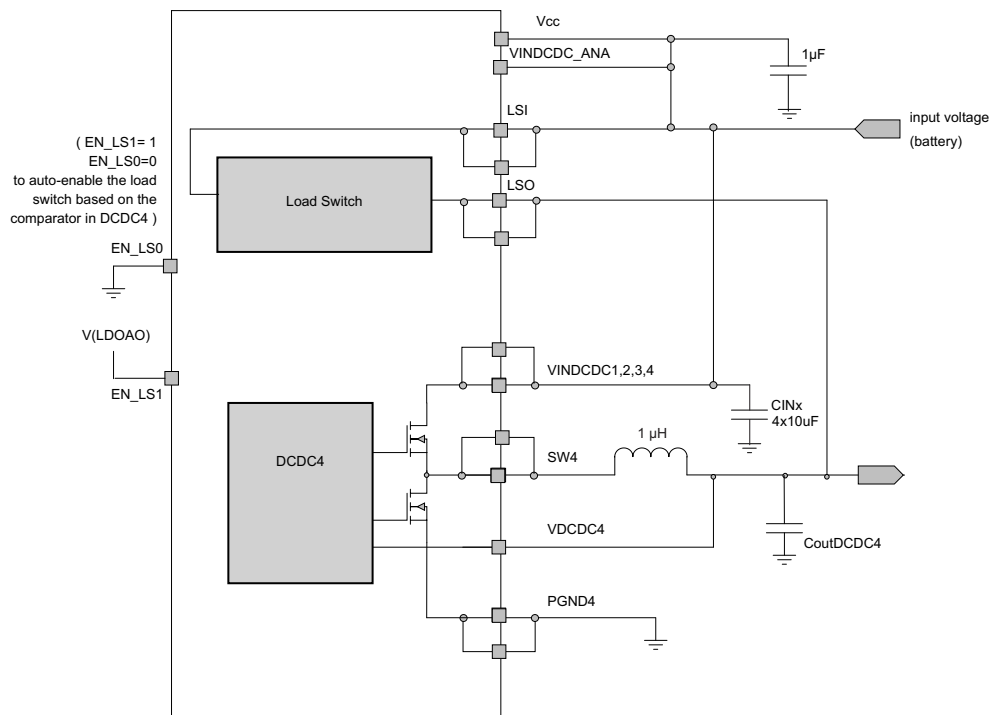 Vcc
VINDCDC_ANA
1µF
LSI
input voltage
(battery)
( EN_LS1= 1
EN_LS0=0
to auto-enable the load
switch based on the
comparator in DCDC4 )
LSO
Load Switch
EN_LS0
V(LDOAO)
EN_LS1
VINDCDC1,2,3,4
CINx
4x10uF
DCDC4
SW4
1 µH
VDCDC4
CoutDCDC4
PGND4